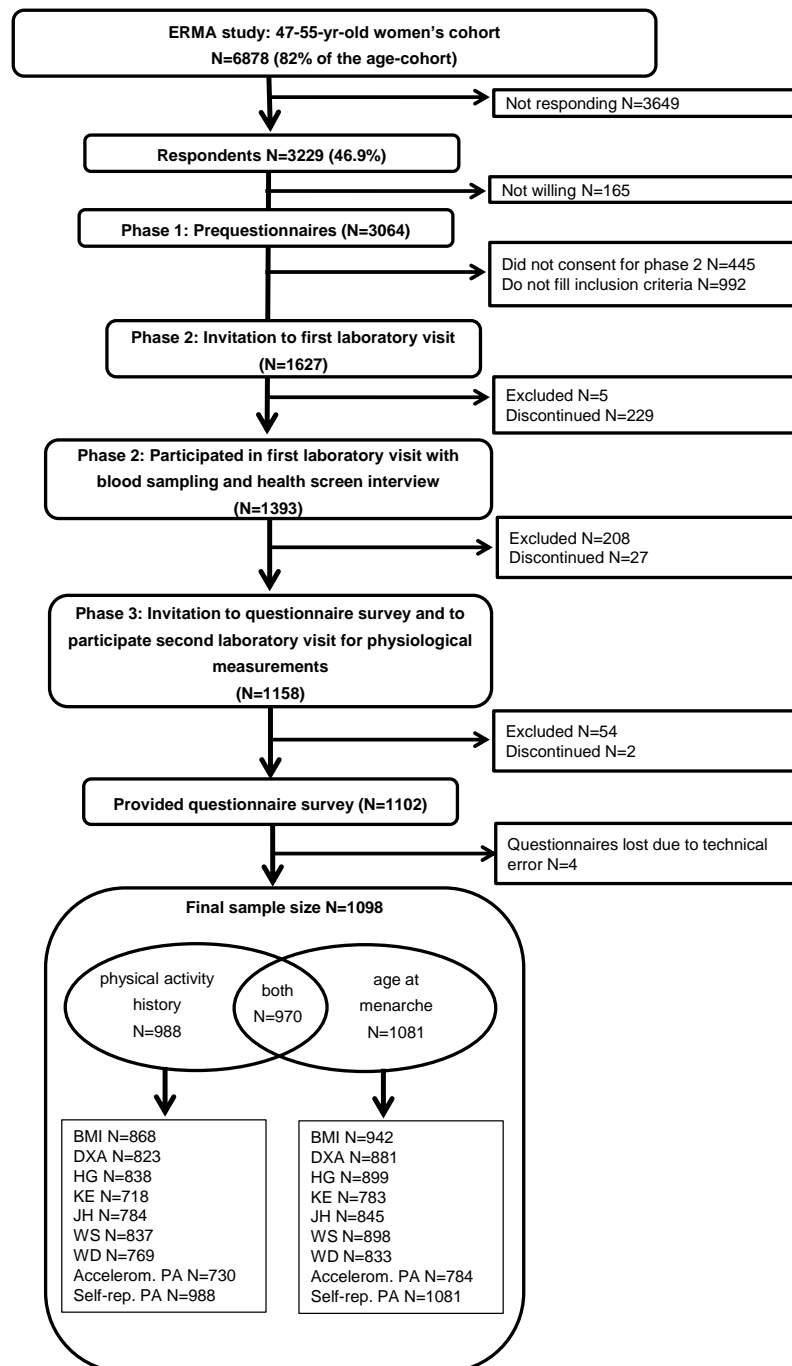 ERMA study: 47-55-yr-old women’s cohort
N=6878 (82% of the age-cohort)
Not responding N=3649
Respondents N=3229 (46.9%)
Not willing N=165
Phase 1: Prequestionnaires (N=3064)
Did not consent for phase 2 N=445
Do not fill inclusion criteria N=992
Phase 2: Invitation to first laboratory visit
(N=1627)
Excluded N=5
Discontinued N=229
Phase 2: Participated in first laboratory visit with
blood sampling and health screen interview
(N=1393)
Excluded N=208
Discontinued N=27
Phase 3: Invitation to questionnaire survey and to
participate second laboratory visit for physiological
measurements
(N=1158)
Excluded N=54
Discontinued N=2
Provided questionnaire survey (N=1102)
Questionnaires lost due to technical
error N=4
Final sample size N=1098
physical activity
history
N=988
both
N=970
age at
menarche
N=1081
BMI N=868
DXA N=823
HG N=838
KE N=718
JH N=784
WS N=837
WD N=769
Accelerom. PA N=730
Self-rep. PA N=988
BMI N=942
DXA N=881
HG N=899
KE N=783
JH N=845
WS N=898
WD N=833
Accelerom. PA N=784
Self-rep. PA N=1081